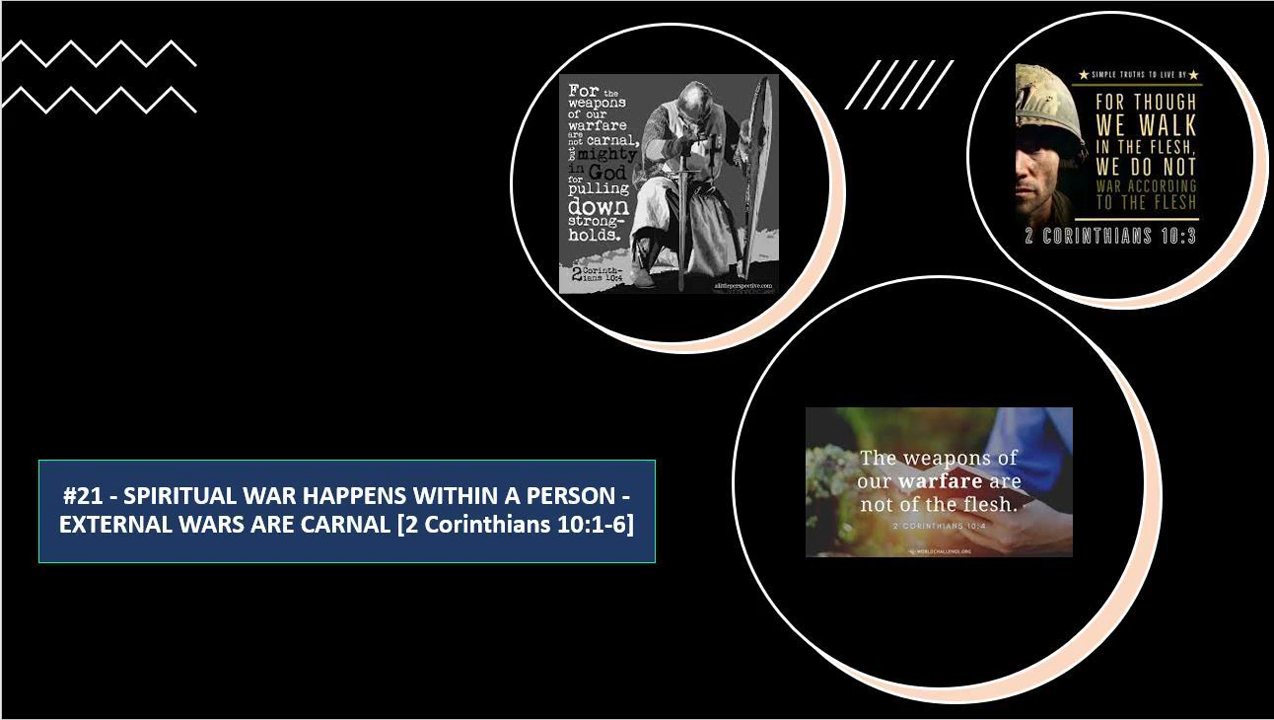 For the
weapons
of our
warfare
are
not carnal,
mighty
in God
for
pulling
down
strong-
holds.
2 Corinth-
ians 10:4
alittleperspective.com
SIMPLE TRUTHS TO LIVE BY
FOR THOUGH
WE WALK
IN THE FLESH,
WE DO NOT
WAR ACCORDING
TO THE FLESH
2 CORINTHIANS 10:3
The weapons of
our warfare are
not of the flesh.
2 CORINTHIANS 10:4
WORLDCHALLENGE.ORG
#21 - SPIRITUAL WAR HAPPENS WITHIN A PERSON -
EXTERNAL WARS ARE CARNAL [2 Corinthians 10:1-6]